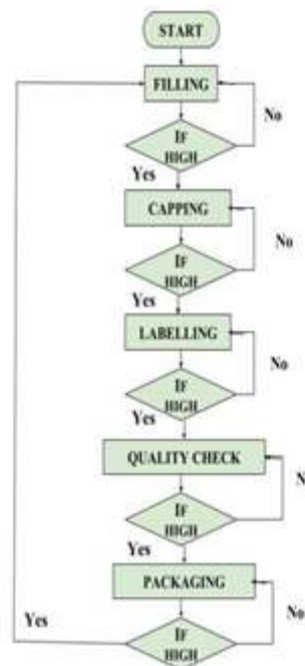 START
FILLING
No
IF
HIGH
Yes
CAPPING
No
IF
HIGH
Yes
LABELLING
No
IF
HIGH
Yes
QUALITY CHECK
N
IF
HIGH
Yes
PACKAGING
No
Yes
IF
HIGH